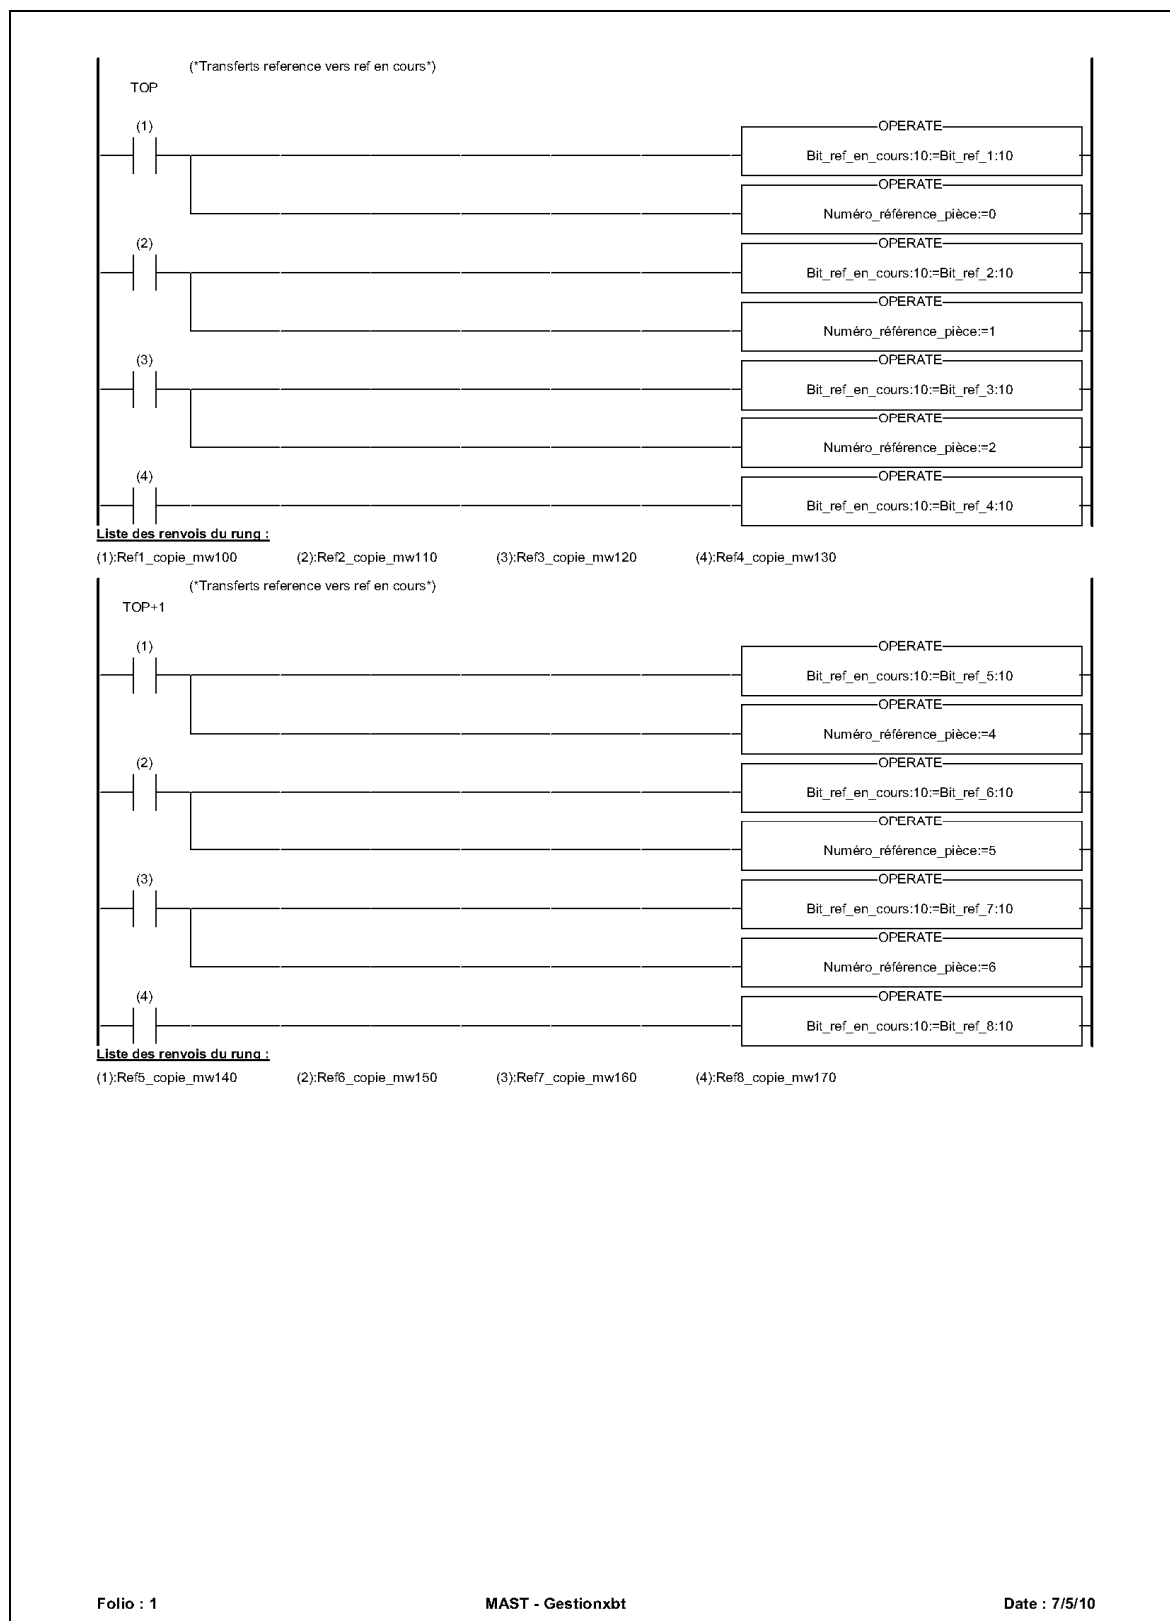 (*Transferts reference vers ref en cours*)
TOP
(1)
OPERATE
Bit_ref_en_cours:10:=Bit_ref_1:10
OPERATE
Numéro_référence_pièce:=0
(2)
OPERATE
Bit_ref_en_cours:10:=Bit_ref_2:10
OPERATE
Numéro_référence_pièce:=1
(3)
OPERATE
Bit_ref_en_cours:10:=Bit_ref_3:10
OPERATE
Numéro_référence_pièce:=2
(4)
OPERATE
Bit_ref_en_cours:10:=Bit_ref_4:10
Liste des renvois du rung :
(1):Ref1_copie_mw100 (2):Ref2_copie_mw110 (3):Ref3_copie_mw120 (4):Ref4_copie_mw130
(*Transferts reference vers ref en cours*)
TOP+1
(1)
OPERATE
Bit_ref_en_cours:10:=Bit_ref_5:10
OPERATE
Numéro_référence_pièce:=4
(2)
OPERATE
Bit_ref_en_cours:10:=Bit_ref_6:10
OPERATE
Numéro_référence_pièce:=5
(3)
OPERATE
Bit_ref_en_cours:10:=Bit_ref_7:10
OPERATE
Numéro_référence_pièce:=6
(4)
OPERATE
Bit_ref_en_cours:10:=Bit_ref_8:10
Liste des renvois du rung :
(1):Ref5_copie_mw140 (2):Ref6_copie_mw150 (3):Ref7_copie_mw160 (4):Ref8_copie_mw170
Folio : 1 MAST - Gestionxbt Date : 7/5/10